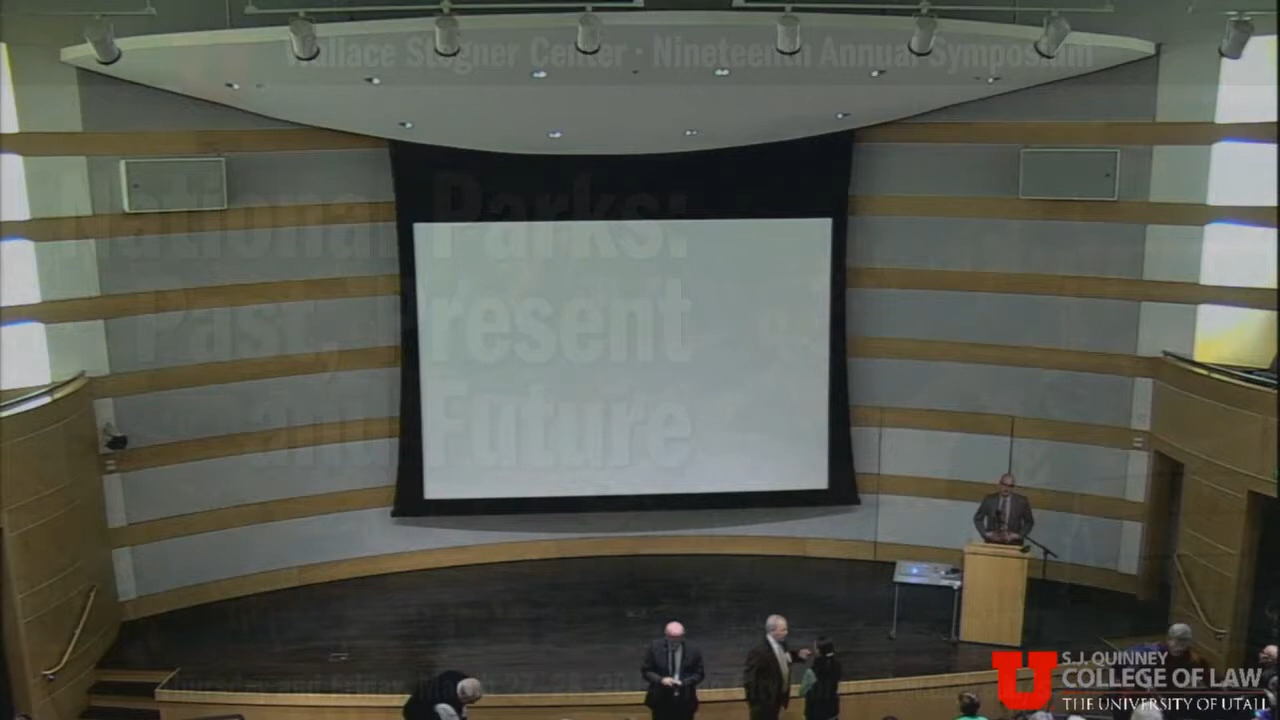 Wallace Stegner Center · Nineteenth Annual Symposium
National Parks:
Past, Present
and Future
U
S.J. QUINNEY
COLLEGE OF LAW
THE UNIVERSITY OF UTAH